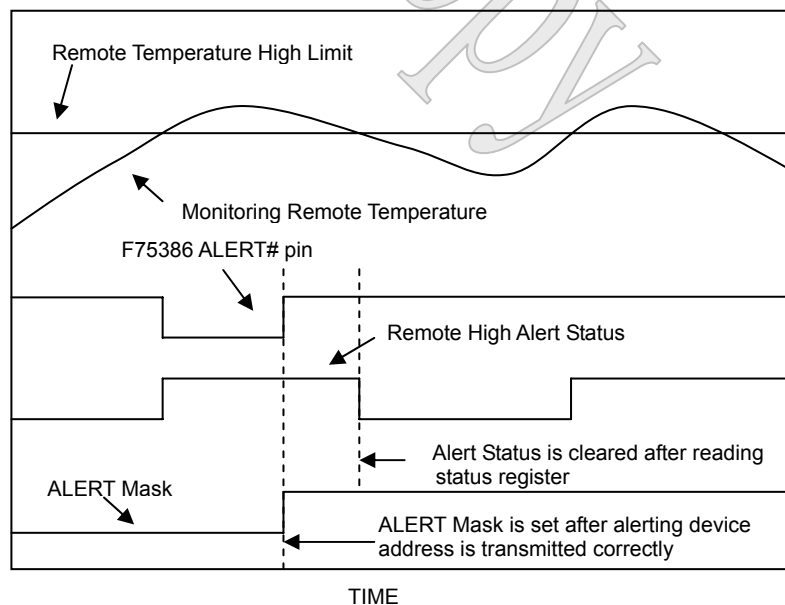 Remote Temperature High Limit
Monitoring Remote Temperature
F75386 ALERT# pin
Remote High Alert Status
Alert Status is cleared after reading
status register
ALERT Mask
ALERT Mask is set after alerting device
address is transmitted correctly
TIME